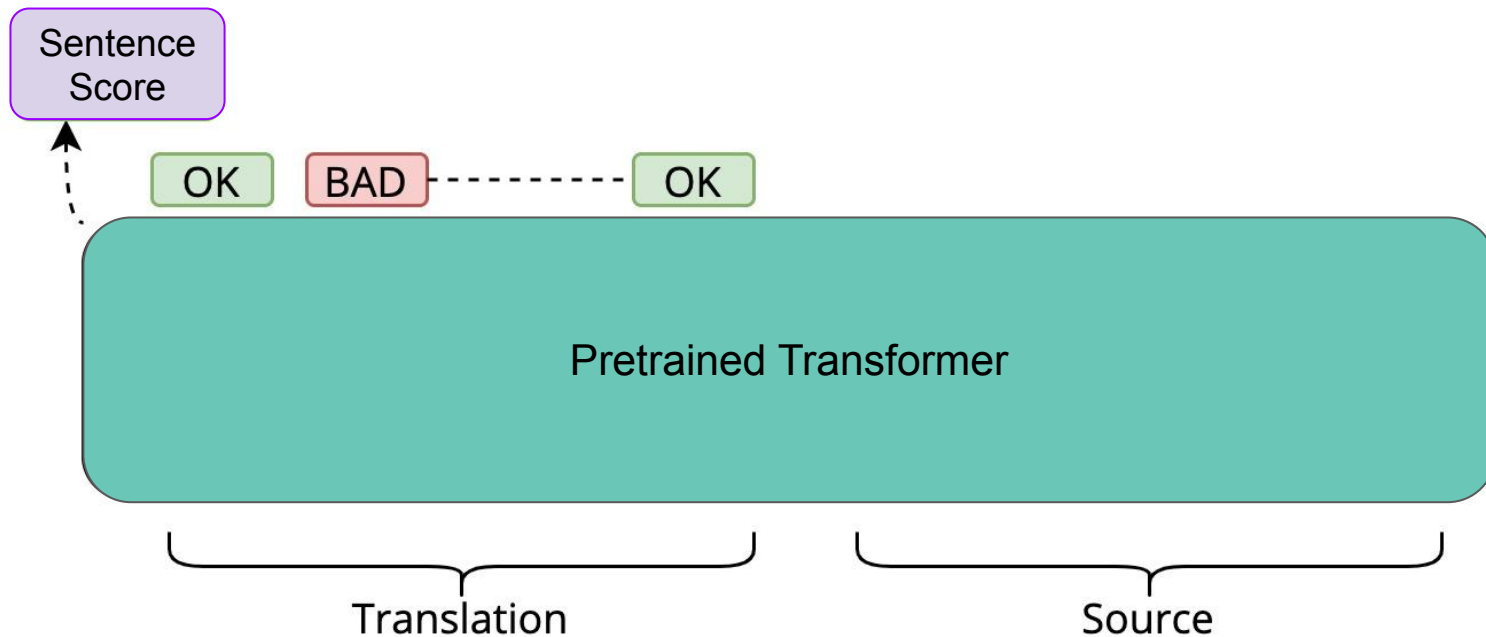 Sentence
Score
OK BAD OK
Pretrained Transformer
Translation Source